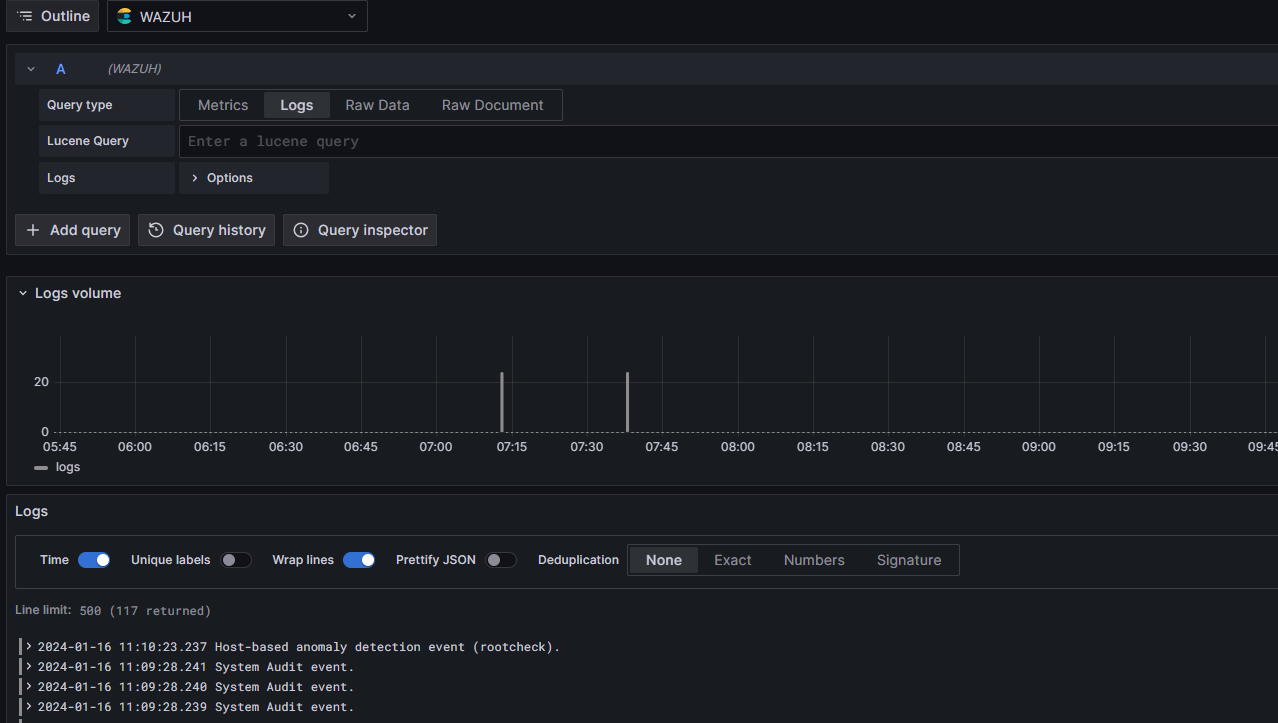 Outline WAZUH
A (WAZUH)
Query type Metrics Logs Raw Data Raw Document
Lucene Query Enter a lucene query
Logs Options
Add query Query history Query inspector
Logs volume
20
0
05:45 06:00 06:15 06:30 06:45 07:00 07:15 07:30 07:45 08:00 08:15 08:30 08:45 09:00 09:15 09:30 09:45
logs
Logs
Time Unique labels Wrap lines Prettify JSON Deduplication None Exact Numbers Signature
Line limit: 500 (117 returned)
2024-01-16 11:10:23.237 Host-based anomaly detection event (rootcheck).
2024-01-16 11:09:28.241 System Audit event.
2024-01-16 11:09:28.240 System Audit event.
2024-01-16 11:09:28.239 System Audit event.